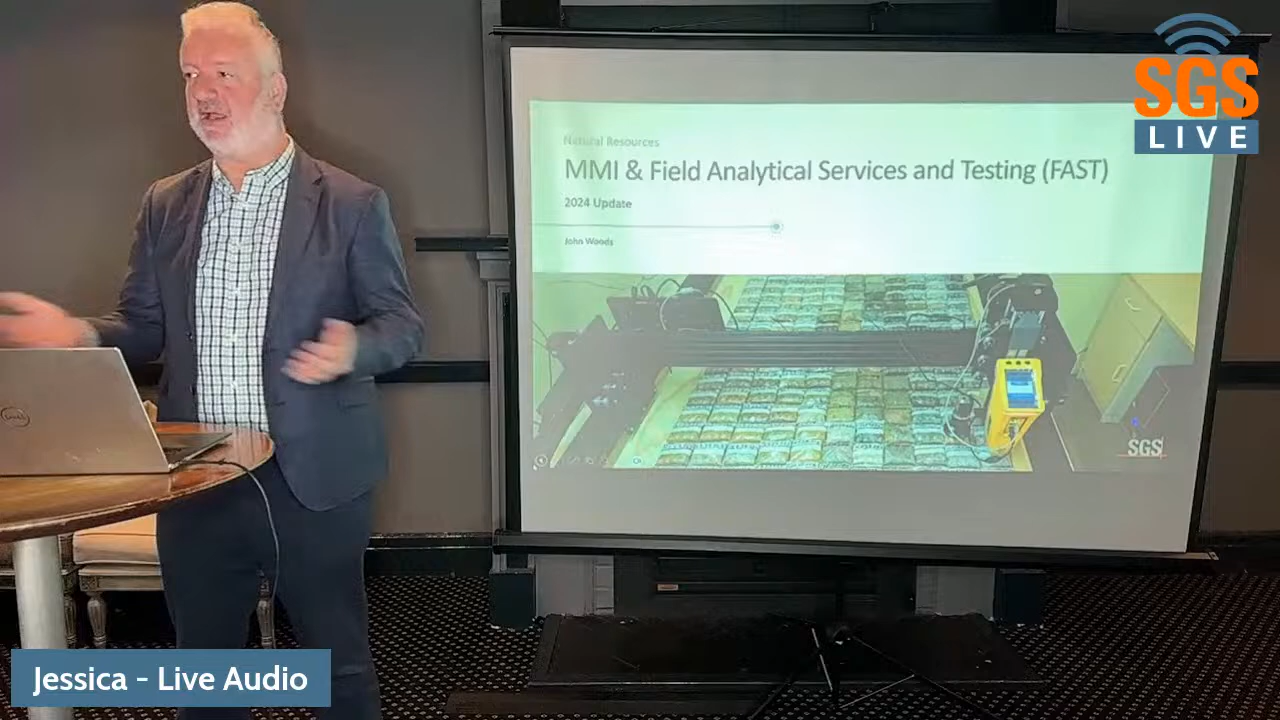 SGS
LIVE
Natural Resources
MMI & Field Analytical Services and Testing (FAST)
2024 Update
John Woods
SGS
DELL
Jessica - Live Audio